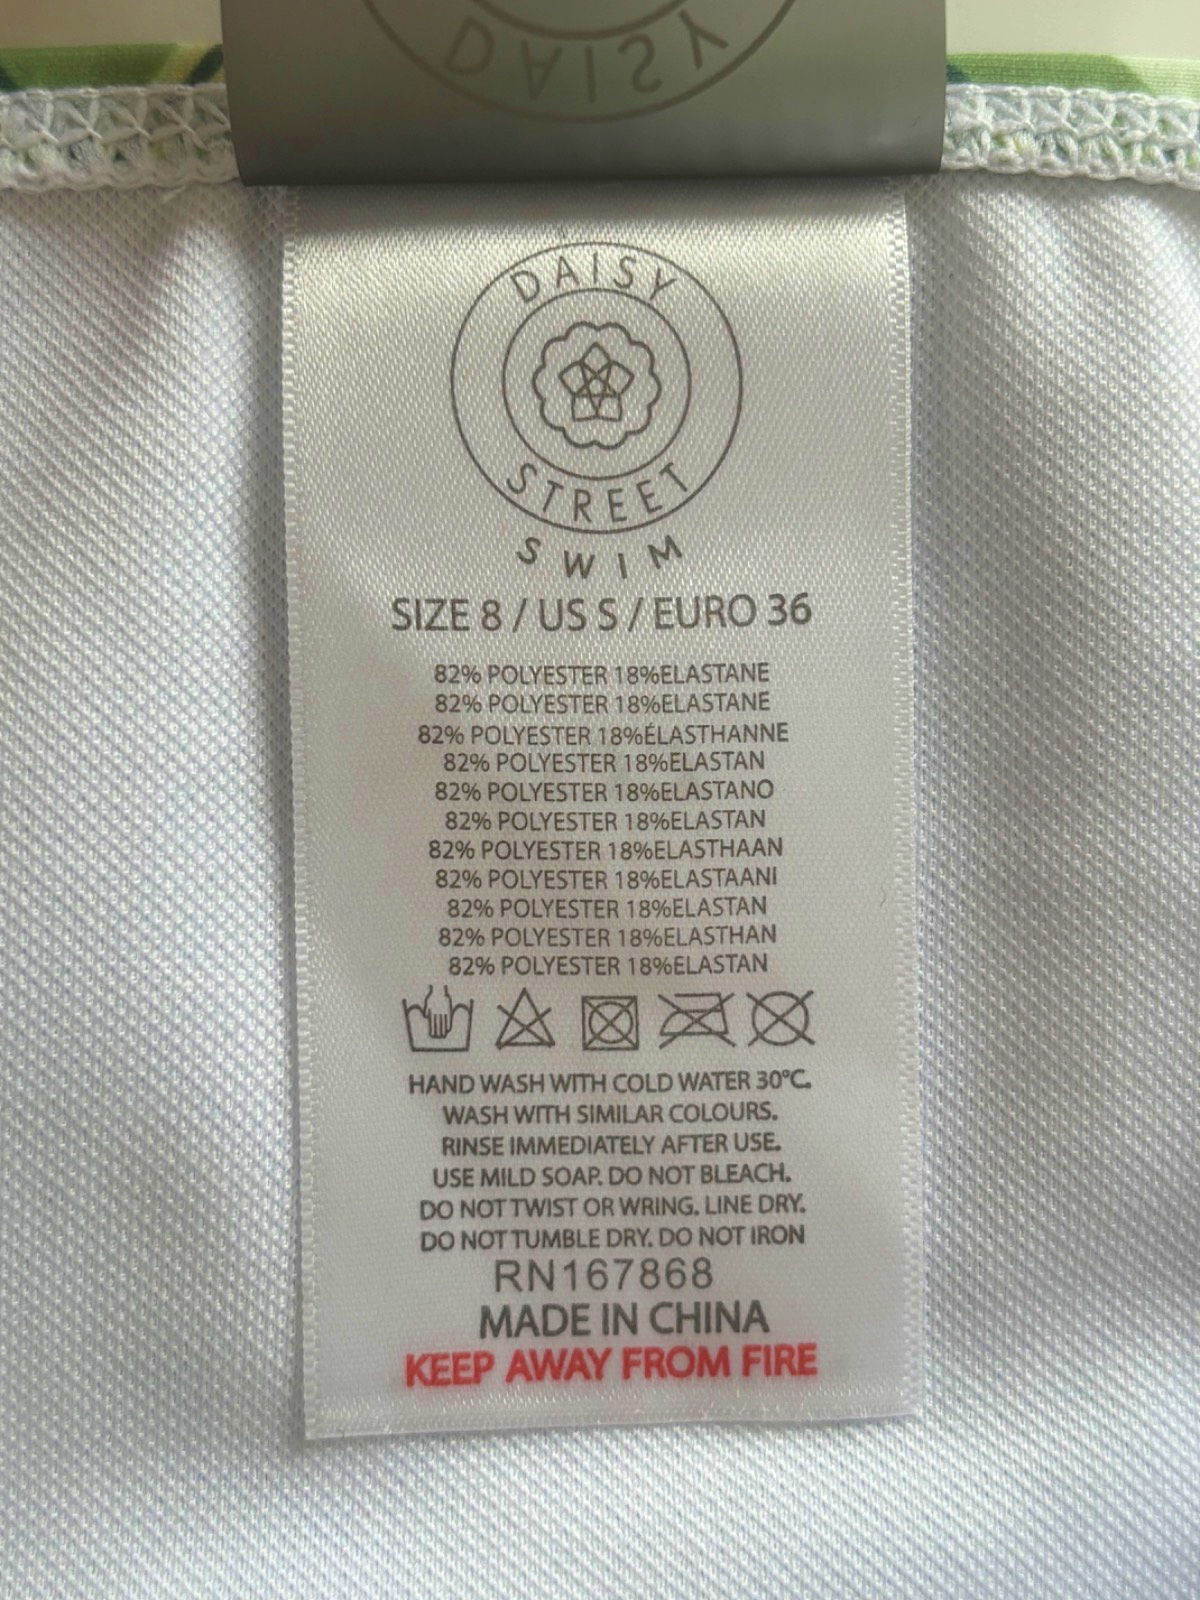 DAISY
DAISY
STREET
SWIM
SIZE 8 / US S / EURO 36
82% POLYESTER 18%ELASTANE
82% POLYESTER 18%ELASTANE
82% POLYESTER 18%ÉLASTHANNE
82% POLYESTER 18%ELASTAN
82% POLYESTER 18%ELASTANO
82% POLYESTER 18%ELASTAN
82% POLYESTER 18%ELASTHAAN
82% POLYESTER 18%ELASTAANI
82% POLYESTER 18%ELASTAN
82% POLYESTER 18%ELASTHAN
82% POLYESTER 18%ELASTAN
HAND WASH WITH COLD WATER 30°C.
WASH WITH SIMILAR COLOURS.
RINSE IMMEDIATELY AFTER USE.
USE MILD SOAP. DO NOT BLEACH.
DO NOT TWIST OR WRING. LINE DRY.
DO NOT TUMBLE DRY. DO NOT IRON
RN167868
MADE IN CHINA
KEEP AWAY FROM FIRE